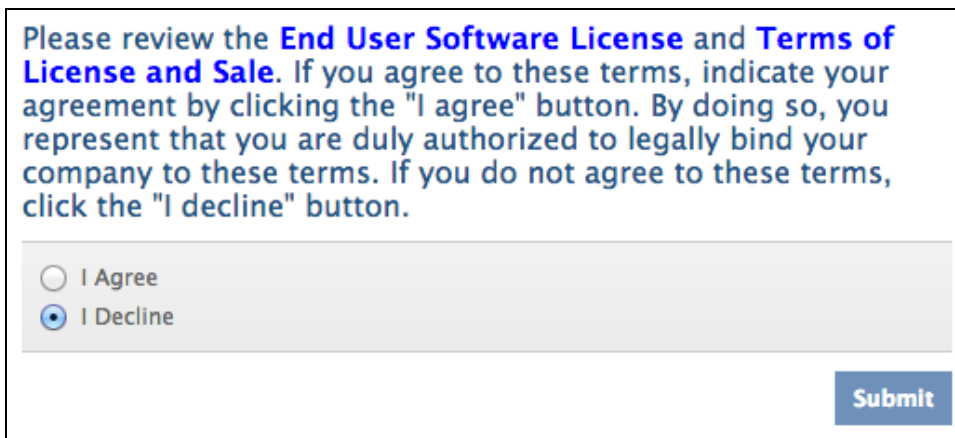 Please review the End User Software License and Terms of
License and Sale. If you agree to these terms, indicate your
agreement by clicking the "I agree" button. By doing so, you
represent that you are duly authorized to legally bind your
company to these terms. If you do not agree to these terms,
click the "I decline" button.
I Agree
I Decline
Submit